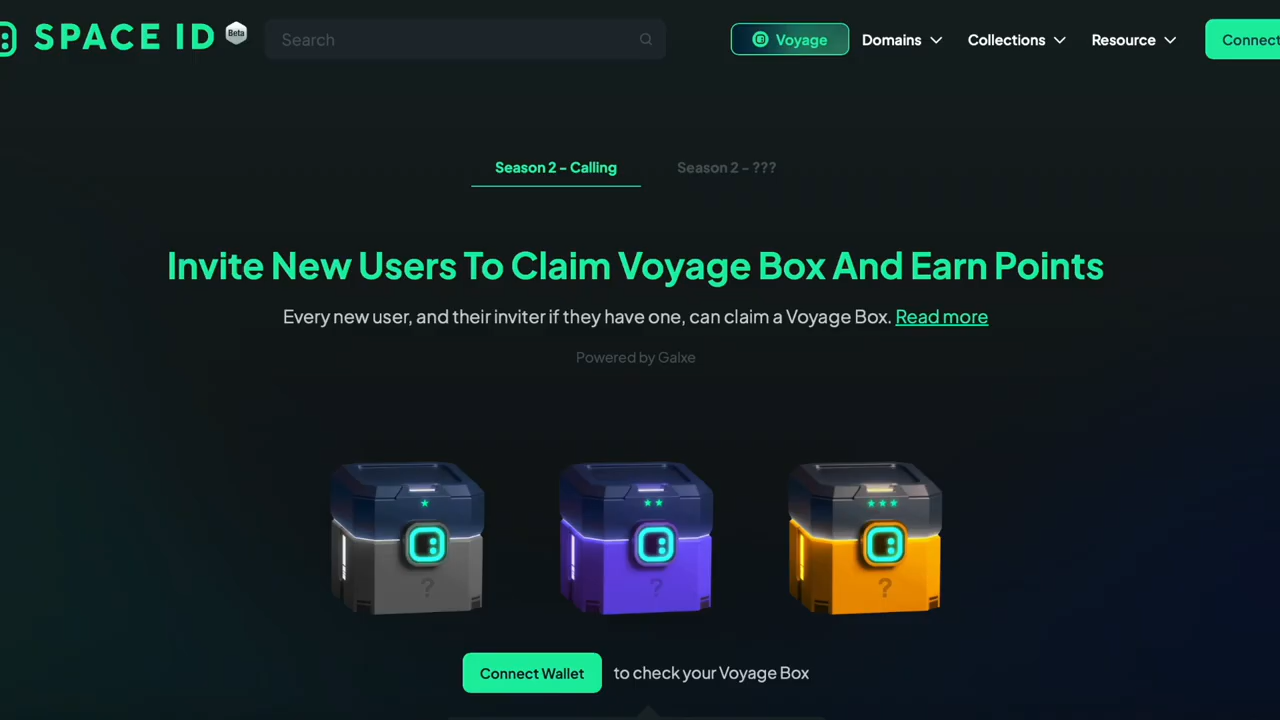 SPACE ID Beta
Search
Voyage
Domains
Collections
Resource
Connect
Season 2 - Calling
Season 2 - ???
Invite New Users To Claim Voyage Box And Earn Points
Every new user, and their inviter if they have one, can claim a Voyage Box. Read more
Powered by Galxe
? ? ?
Connect Wallet to check your Voyage Box